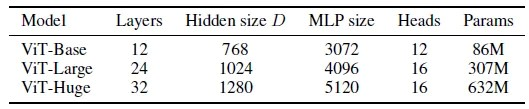 Model Layers Hidden size D MLP size Heads Params
ViT-Base 12 768 3072 12 86M
ViT-Large 24 1024 4096 16 307M
ViT-Huge 32 1280 5120 16 632M